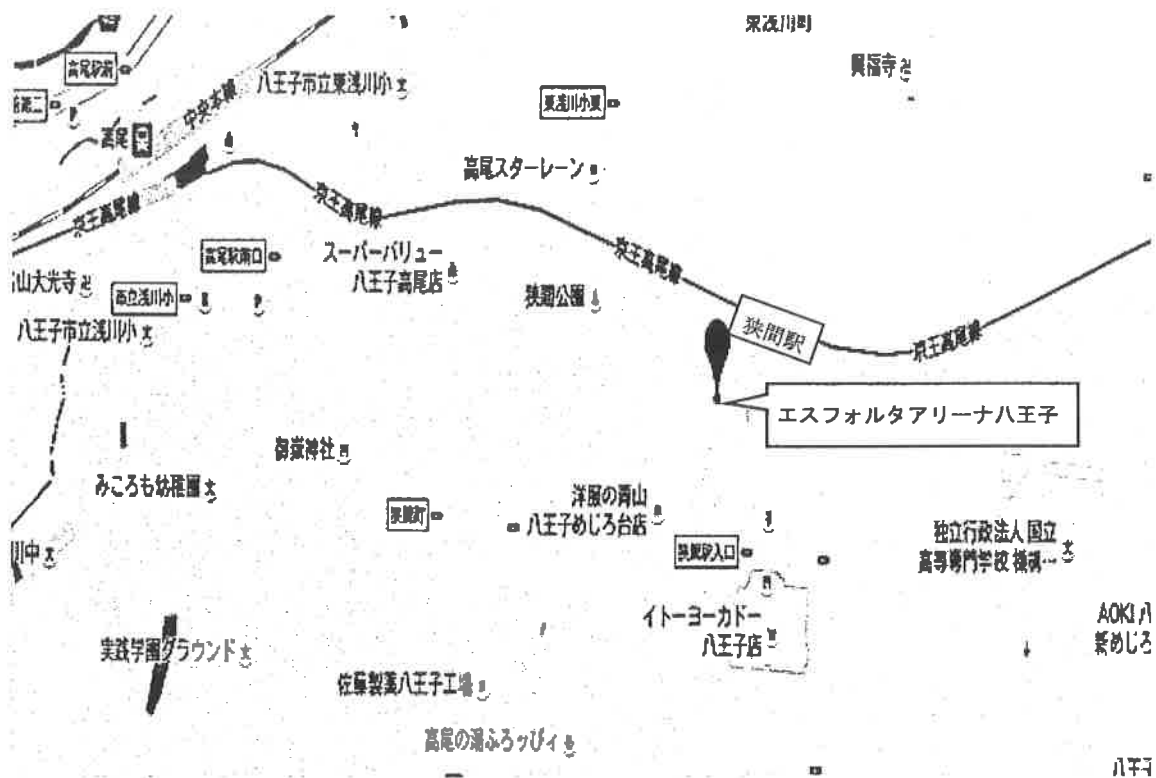 東浅川町
高尾駅前
興福寺
八王子市立東浅川小
東浅川小東
中央本線
高尾
高尾スターレーン
京王高尾線
京王高尾線
高尾駅南口
スーパーバリュー
八王子高尾店
京王高尾線
山大光寺
市立浅川小
狭間公園
八王子市立浅川小
狭間駅
京王高尾線
エスフォルタアリーナ八王子
御嶽神社
みころも幼稚園
狭間町
洋服の青山
八王子めじろ台店
川中
狭間駅入口
独立行政法人国立
高専専門学校機構…
イトーヨーカドー
八王子店
AOKI 八
新めじろ
実践学園グラウンド
佐藤製薬八王子工場
高尾の湯ふろッぴィ
八王子